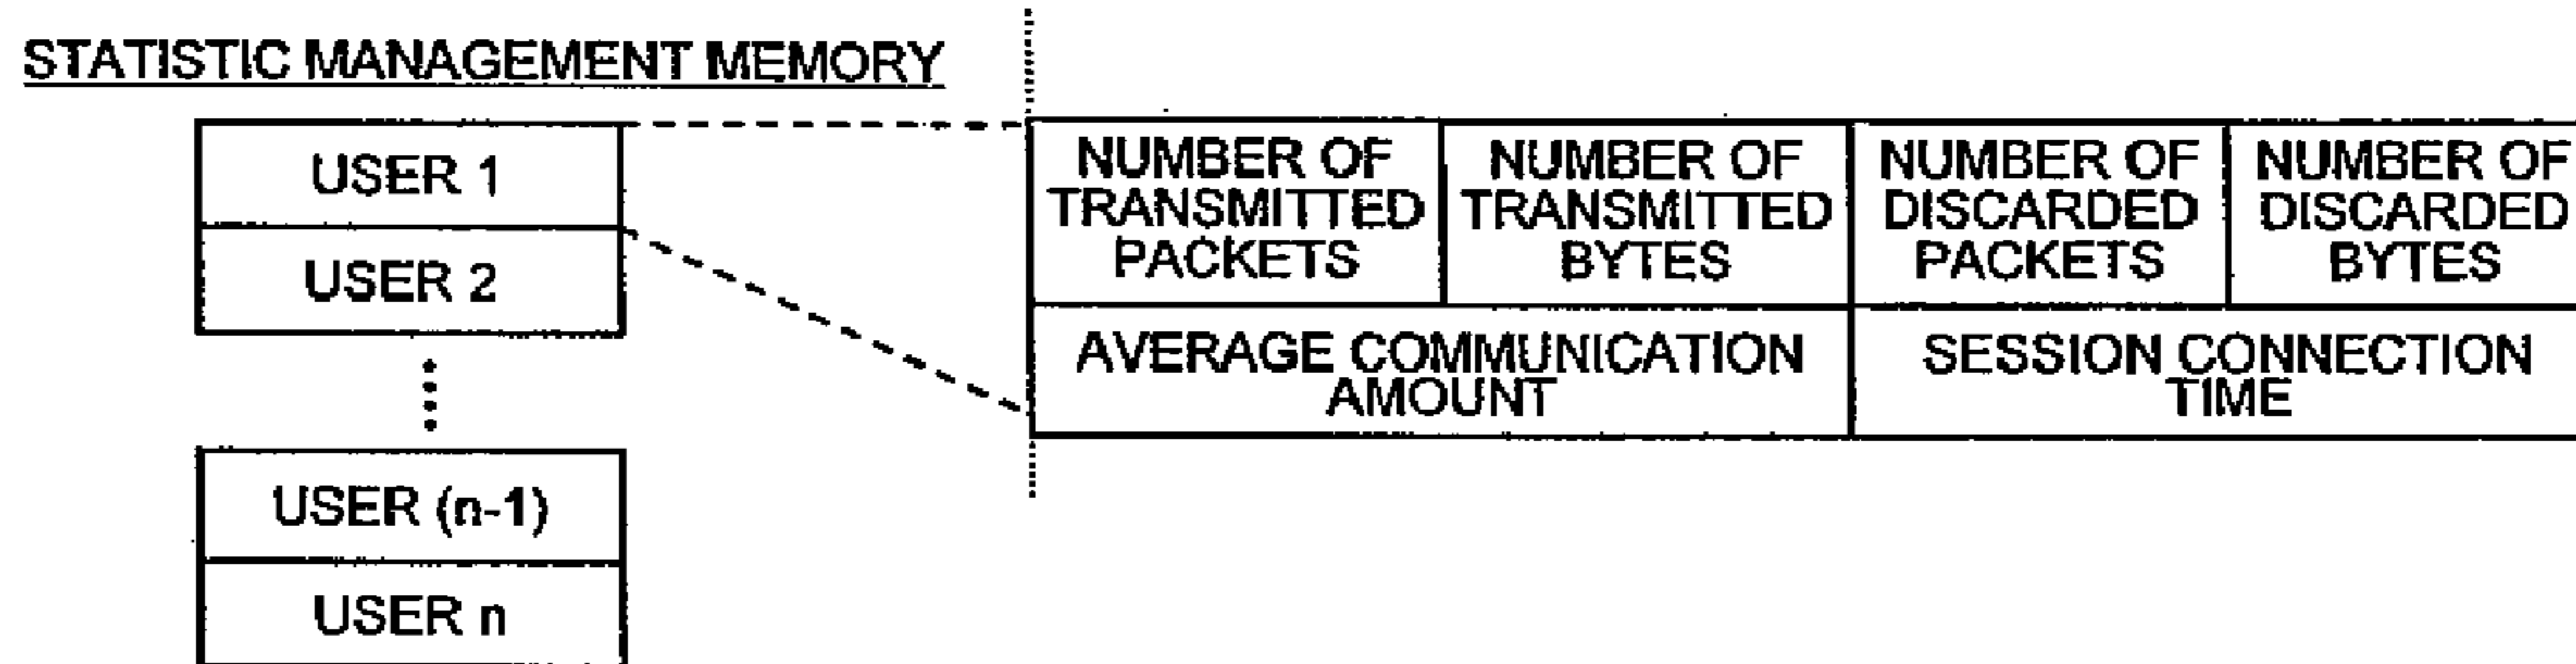 STATISTIC MANAGEMENT MEMORY
USER 1
USER 2
USER (n-1)
USER n
NUMBER OF
TRANSMITTED
PACKETS
NUMBER OF
TRANSMITTED
BYTES
NUMBER OF
DISCARDED
PACKETS
NUMBER OF
DISCARDED
BYTES
AVERAGE COMMUNICATION
AMOUNT
SESSION CONNECTION
TIME